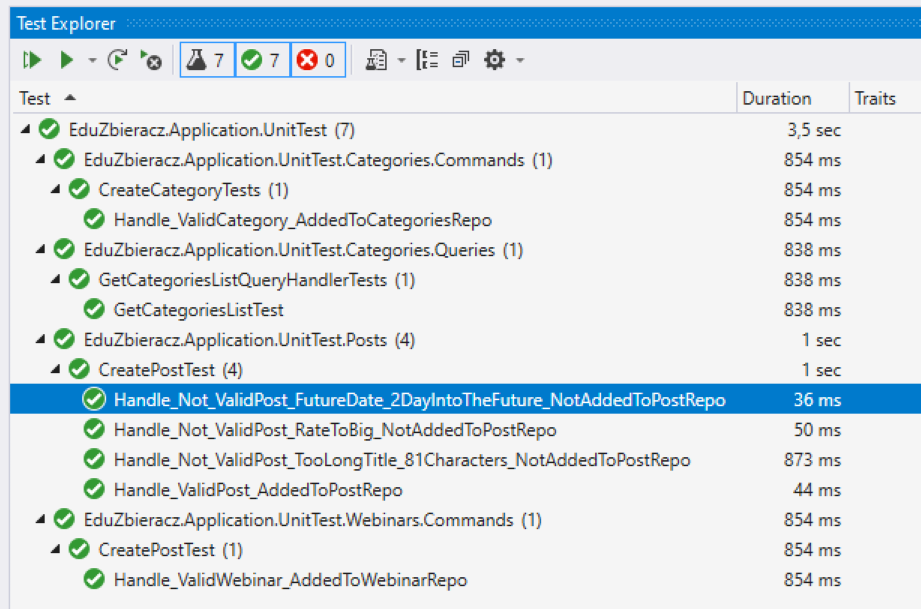 Test Explorer
7 7 0
Test Duration Traits
EduZbieracz.Application.UnitTest (7) 3,5 sec
EduZbieracz.Application.UnitTest.Categories.Commands (1) 854 ms
CreateCategoryTests (1) 854 ms
Handle_ValidCategory_AddedToCategoriesRepo 854 ms
EduZbieracz.Application.UnitTest.Categories.Queries (1) 838 ms
GetCategoriesListQueryHandlerTests (1) 838 ms
GetCategoriesListTest 838 ms
EduZbieracz.Application.UnitTest.Posts (4) 1 sec
CreatePostTest (4) 1 sec
Handle_Not_ValidPost_FutureDate_2DayIntoTheFuture_NotAddedToPostRepo 36 ms
Handle_Not_ValidPost_RateToBig_NotAddedToPostRepo 50 ms
Handle_Not_ValidPost_TooLongTitle_81Characters_NotAddedToPostRepo 873 ms
Handle_ValidPost_AddedToPostRepo 44 ms
EduZbieracz.Application.UnitTest.Webinars.Commands (1) 854 ms
CreatePostTest (1) 854 ms
Handle_ValidWebinar_AddedToWebinarRepo 854 ms